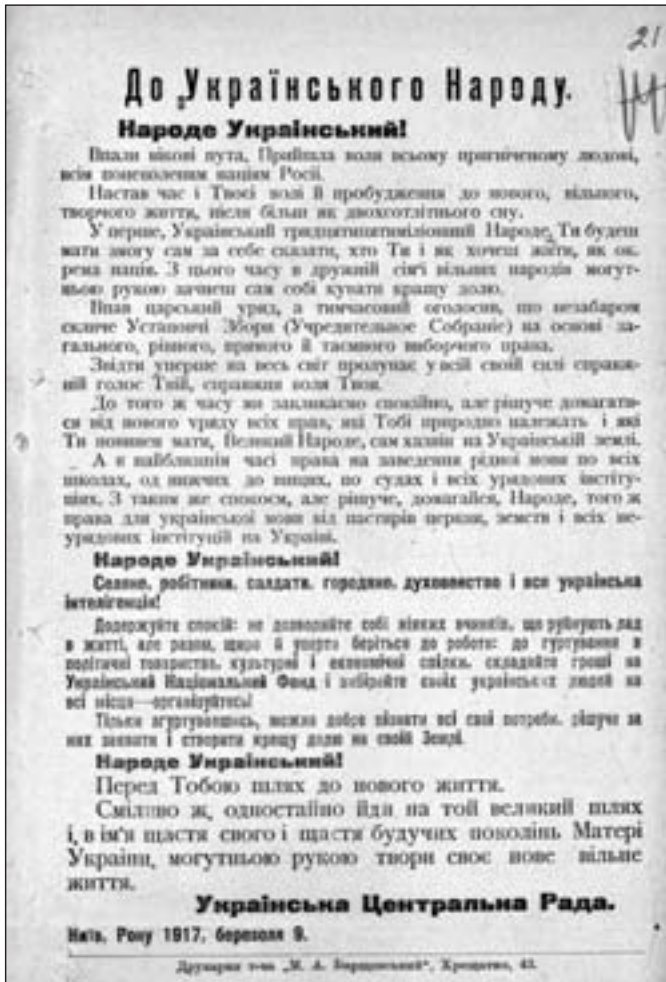 21
До Українського Народу.
Народе Український!
Впали вікові пута. Прийшла воля всьому пригніченому людові,
всім поневоленим націям Росії.
Настав час і Твоєї волі й пробудження до нового, вільного,
творчого життя, після більш як двохсотлітнього сну.
У перше, Український тридцятипятиміліонний Народе, Ти будеш
мати змогу сам за себе сказати, хто Ти і як хочеш жити, як ок-
рема нація. З цього часу в дружній сім'ї вільних народів могут-
ньою рукою зачнеш сам собі кувати кращу долю.
Впав царський уряд, а тимчасовий оголосив, що незабаром
скличе Установчі Збори (Учредительное Собраніе) на основі за-
гального, рівного, прямого й таємного виборчого права.
Звідти уперше на весь світ пролунає у всій своїй силі справж-
ній голос Твій, справжня воля Твоя.
До того ж часу ми закликаємо спокійно, але рішуче домагати-
ся від нового уряду всіх прав, які Тобі природно належать і які
Ти повинен мати, Великий Народе, сам хазяїн на Українській землі.
А в найближчім часі права на заведення рідної мови по всіх
школах, од нижчих до вищих, по судах і всіх урядових інститу-
ціях. З таким же спокоєм, але рішуче, домагайся, Народе, того ж
права для української мови від пастирів церкви, земств і всіх не-
урядових інституцій на Україні.
Народе Український!
Селяне, робітники, салдати, городяне, духовенство і вся українська
інтелігенція!
Додержуйте спокій: не дозволяйте собі ніяких вчинків, що руйнують лад
в житті, але разом, щиро й уперто беріться до роботи: до гуртування в
політичні товариства, культурні і економічні спілки, складайте гроші на
Український Національний Фонд і вибірайте своїх українських людей на
всі місця—організуйтесь!
Тільки згуртувавшись, можна добре пізнати всі свої потреби, рішуче за
них заявити і створити кращу долю на своїй Землі.
Народе Український!
Перед Тобою шлях до нового життя.
Сміливо ж, одностайно йди на той великий шлях
і, в ім'я щастя свого і щастя будучих поколінь Матері
України, могутньою рукою твори своє нове вільне
життя.
Українська Центральна Рада.
Київ, Року 1917, березоля 9.
Друкарня т-ва „И. А. Хрещатик, 42.